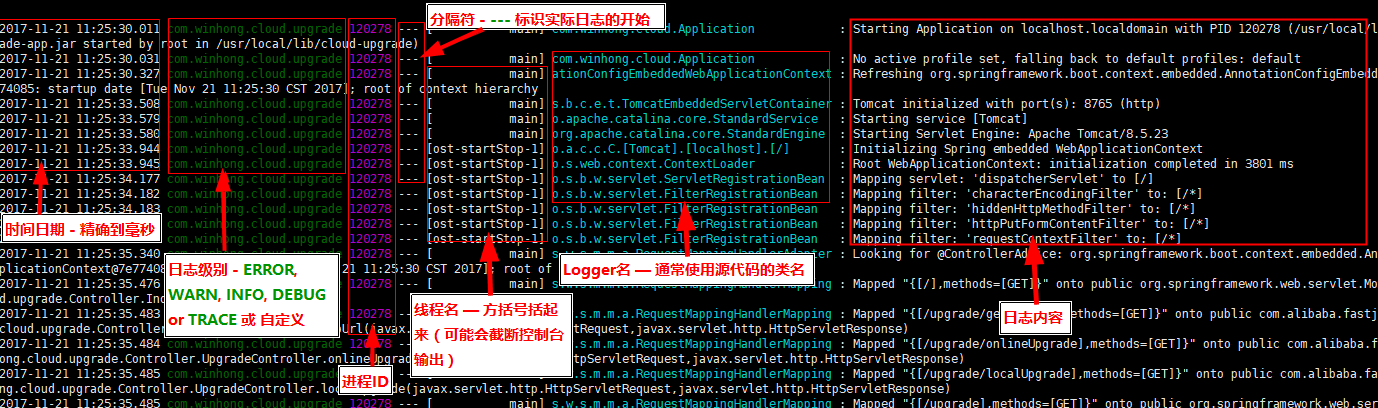 分隔符 - --- 标识实际日志的开始
2017-11-21 11:25:30.011 com.winhong.cloud.upgrade 120278 --- [ main] com.winhong.cloud.Application : Starting Application on localhost.localdomain with PID 120278 (/usr/local/l
ade-app.jar started by root in /usr/local/lib/cloud-upgrade)
2017-11-21 11:25:30.031 com.winhong.cloud.upgrade 120278 --- [ main] com.winhong.cloud.Application : No active profile set, falling back to default profiles: default
2017-11-21 11:25:30.327 com.winhong.cloud.upgrade 120278 --- [ main] ationConfigEmbeddedWebApplicationContext : Refreshing org.springframework.boot.context.embedded.AnnotationConfigEmbedd
74085: startup date [Tue Nov 21 11:25:30 CST 2017]; root of context hierarchy
2017-11-21 11:25:33.508 com.winhong.cloud.upgrade 120278 --- [ main] s.b.c.e.t.TomcatEmbeddedServletContainer : Tomcat initialized with port(s): 8765 (http)
2017-11-21 11:25:33.579 com.winhong.cloud.upgrade 120278 --- [ main] o.apache.catalina.core.StandardService : Starting service [Tomcat]
2017-11-21 11:25:33.580 com.winhong.cloud.upgrade 120278 --- [ main] org.apache.catalina.core.StandardEngine : Starting Servlet Engine: Apache Tomcat/8.5.23
2017-11-21 11:25:33.944 com.winhong.cloud.upgrade 120278 --- [ost-startStop-1] o.a.c.c.C.[Tomcat].[localhost].[/] : Initializing Spring embedded WebApplicationContext
2017-11-21 11:25:33.945 com.winhong.cloud.upgrade 120278 --- [ost-startStop-1] o.s.web.context.ContextLoader : Root WebApplicationContext: initialization completed in 3801 ms
2017-11-21 11:25:34.177 com.winhong.cloud.upgrade 120278 --- [ost-startStop-1] o.s.b.w.servlet.ServletRegistrationBean : Mapping servlet: 'dispatcherServlet' to [/]
2017-11-21 11:25:34.182 com.winhong.cloud.upgrade 120278 --- [ost-startStop-1] o.s.b.w.servlet.FilterRegistrationBean : Mapping filter: 'characterEncodingFilter' to: [/*]
2017-11-21 11:25:34.183 com.winhong.cloud.upgrade 120278 --- [ost-startStop-1] o.s.b.w.servlet.FilterRegistrationBean : Mapping filter: 'hiddenHttpMethodFilter' to: [/*]
com.winhong.cloud.upgrade 120278 --- [ost-startStop-1] o.s.b.w.servlet.FilterRegistrationBean : Mapping filter: 'httpPutFormContentFilter' to: [/*]
com.winhong.cloud.upgrade 120278 --- [ost-startStop-1] o.s.b.w.servlet.FilterRegistrationBean : Mapping filter: 'requestContextFilter' to: [/*]
时间日期 - 精确到毫秒
2017-11-21 11:25:35.340 : Looking for @ControllerAdvice: org.springframework.boot.context.embedded.An
plicationContext@7e77408 11:25:30 CST 2017]; root of
2017-11-21 11:25:35.476 HandlerMapping : Mapped "{[/],methods=[GET]}" onto public org.springframework.web.servlet.Mo
日志级别 - ERROR,
WARN, INFO, DEBUG
or TRACE 或 自定义
Logger名 — 通常使用源代码的类名
线程名 — 方括号括起
来（可能会截断控制台
输出）
日志内容
进程ID
d.upgrade.Controller.Ind
2017-11-21 11:25:35.483 s.w.s.m.m.a.RequestMappingHandlerMapping : Mapped "{[/upgrade/ methods=[GET]}" onto public com.alibaba.fastj
cloud.upgrade.Controller. Url(javax. Request,javax.servlet.http.HttpServletResponse)
2017-11-21 11:25:35.484 s.w.s.m.m.a.RequestMappingHandlerMapping : Mapped "{[/upgrade/onlineUpgrade],methods=[GET]}" onto public com.alibaba.fa
ong.cloud.upgrade.Controller.UpgradeController.onlineUpgrad Request,javax.servlet.http.HttpServletResponse)
2017-11-21 11:25:35.485 com.winhong.cloud.upgrade s.w.s.m.m.a.RequestMappingHandlerMapping : Mapped "{[/upgrade/localUpgrade],methods=[GET]}" onto public com.alibaba.fas
ng.cloud.upgrade.Controller.UpgradeController.loc (javax.servlet.http.HttpServletRequest,javax.servlet.http.HttpServletResponse)
2017-11-21 11:25:35.485 com.winhong.cloud.upgrade 120278 --- [ main] s.w.s.m.m.a.RequestMappingHandlerMapping : Mapped "{[/upgrade],methods=[GET]}" onto public org.springframework.web.serv